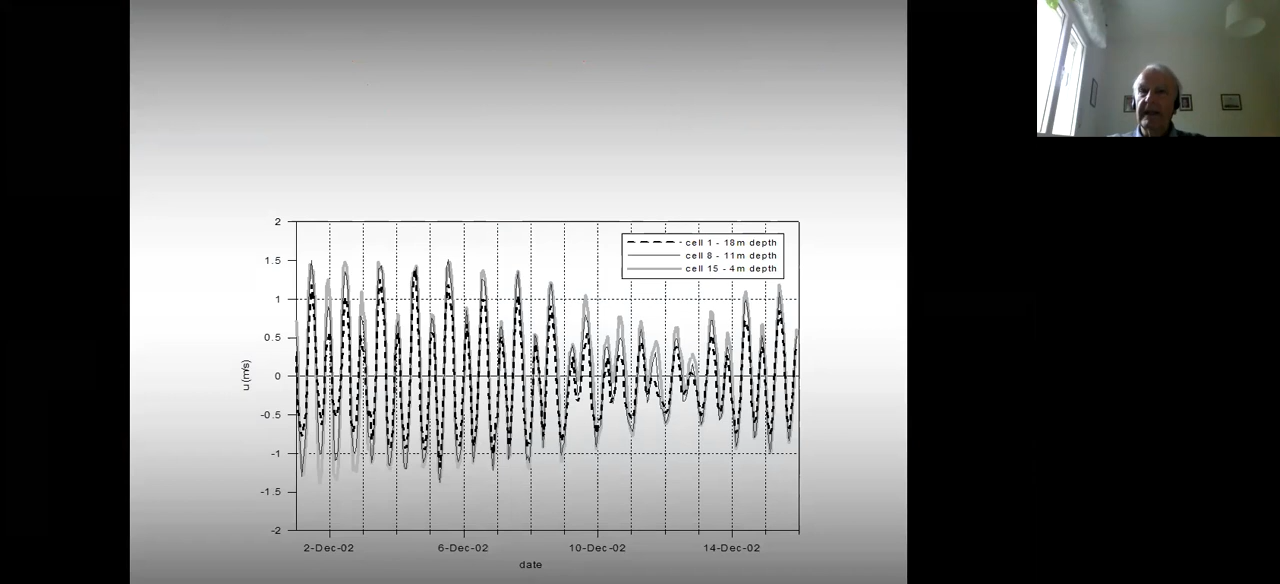 2
1.5
1
0.5
0
-0.5
-1
-1.5
-2
u (m/s)
cell 1 - 18m depth
cell 8 - 11m depth
cell 15 - 4m depth
2-Dec-02
6-Dec-02
10-Dec-02
14-Dec-02
date